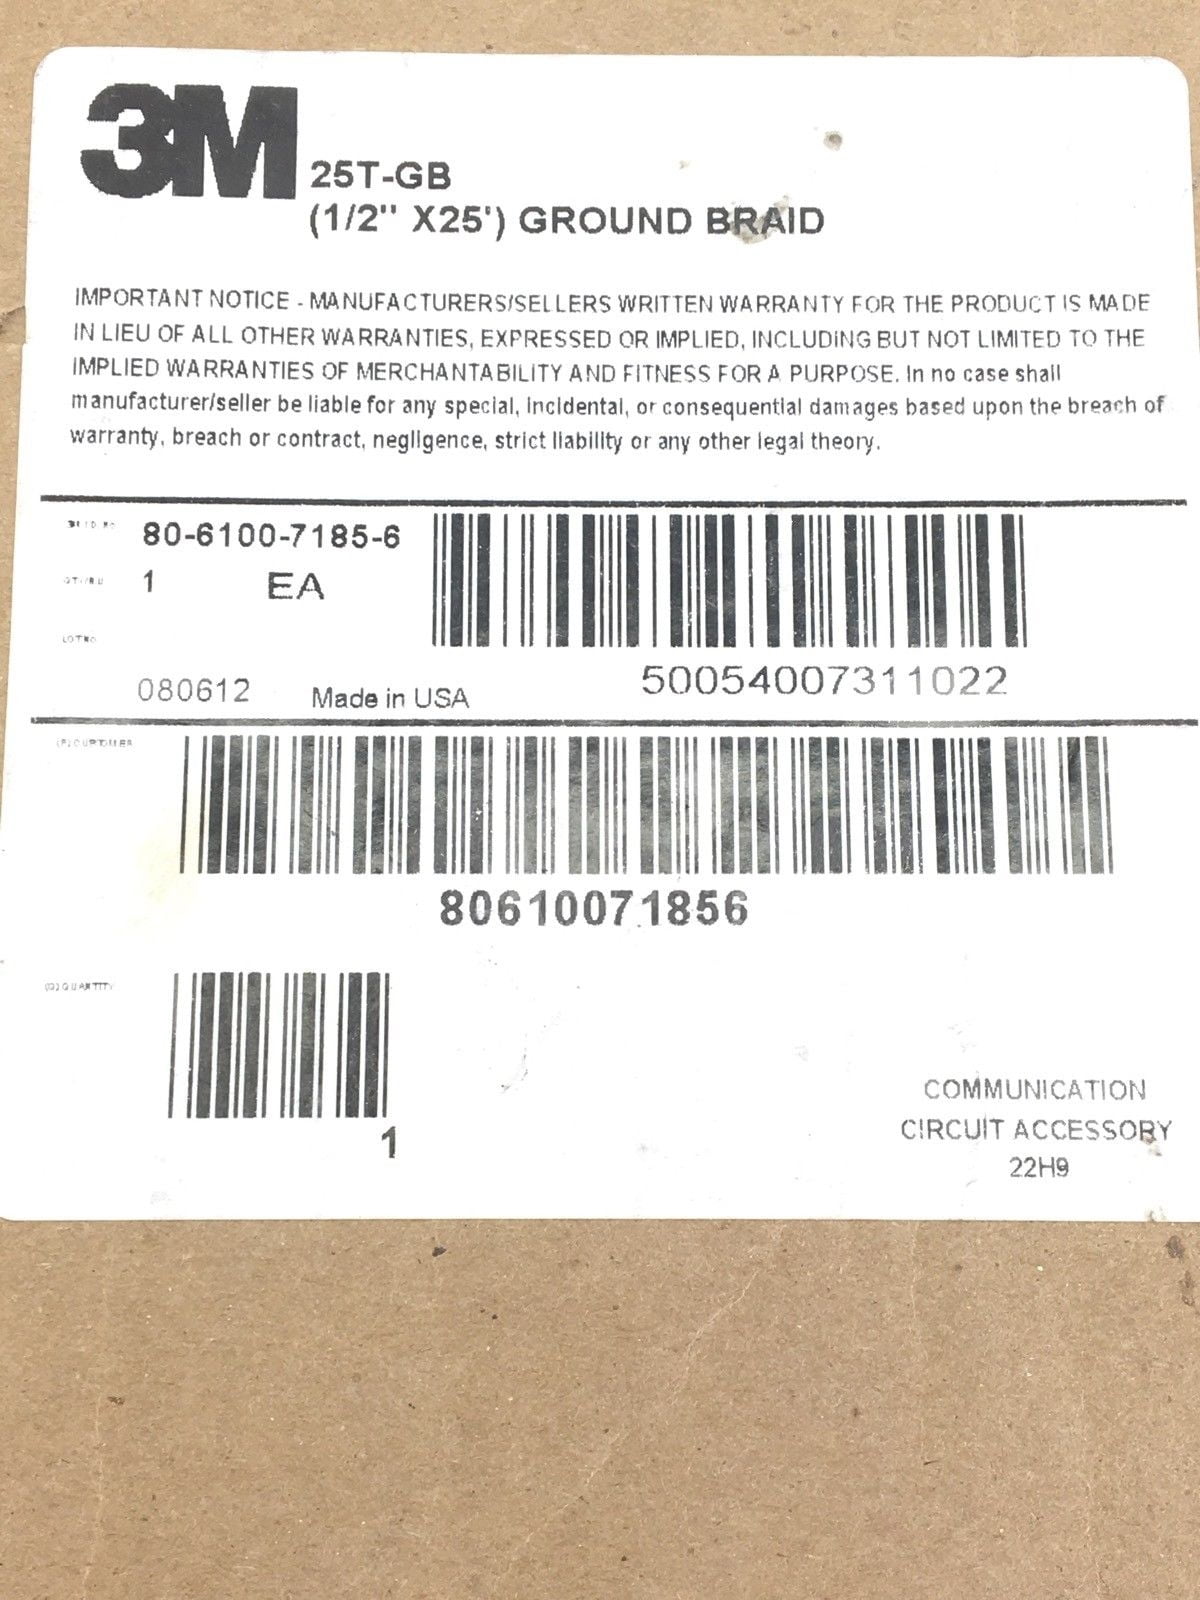 3M
25T-GB
(1/2" X25') GROUND BRAID
IMPORTANT NOTICE - MANUFACTURERS/SELLERS WRITTEN WARRANTY FOR THE PRODUCT IS MADE
IN LIEU OF ALL OTHER WARRANTIES, EXPRESSED OR IMPLIED, INCLUDING BUT NOT LIMITED TO THE
IMPLIED WARRANTIES OF MERCHANTABILITY AND FITNESS FOR A PURPOSE. In no case shall
manufacturer/seller be liable for any special, incidental, or consequential damages based upon the breach of
warranty, breach or contract, negligence, strict liability or any other legal theory.
80-6100-7185-6
1 EA
LOT No
080612 Made in USA
50054007311022
(P) CUSTOMER
80610071856
(Q) QUANTITY
1
COMMUNICATION
CIRCUIT ACCESSORY
22H9